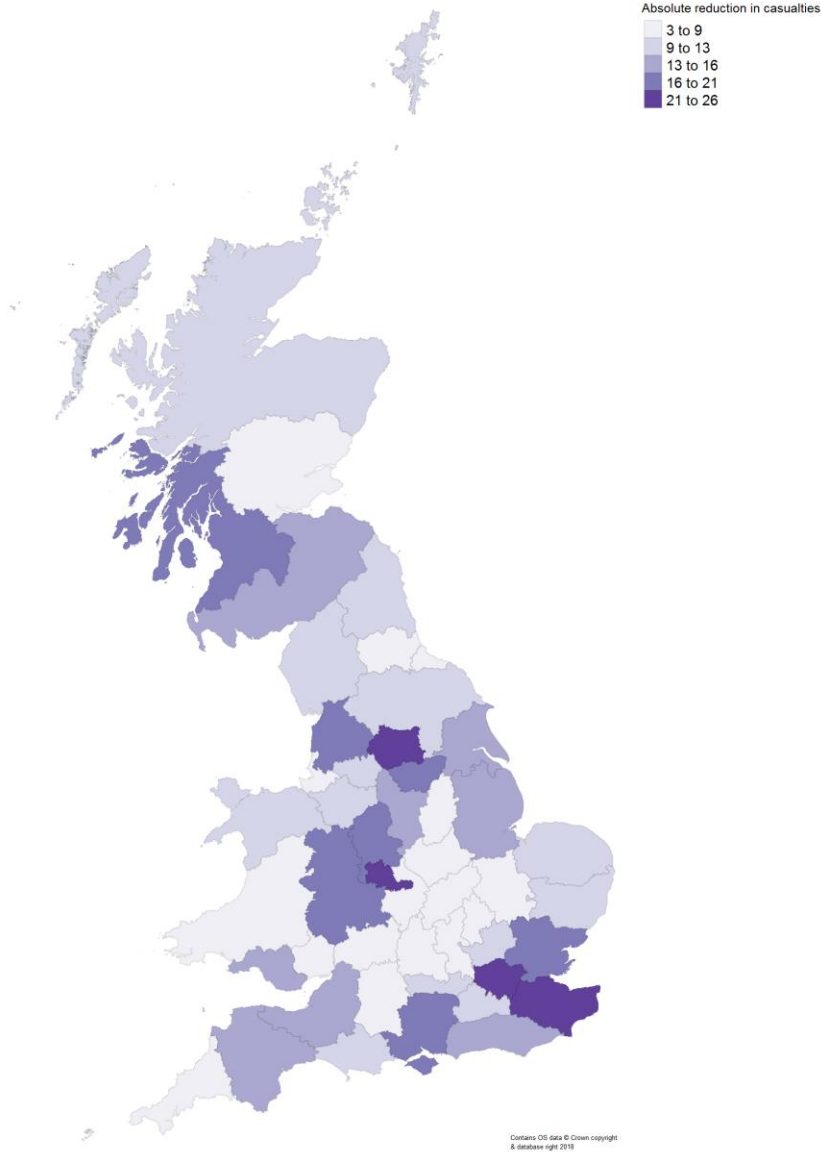 Absolute reduction in casualties
3 to 9
9 to 13
13 to 16
16 to 21
21 to 26
Contains OS data © Crown copyright
& database right 2018